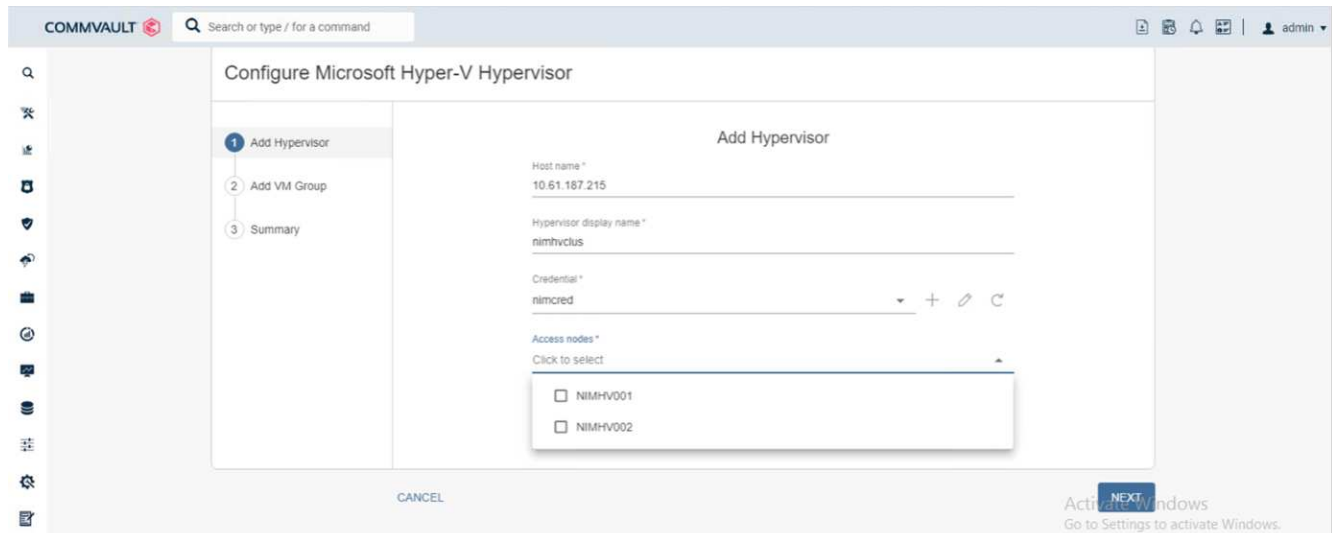 COMMVAULT
Search or type / for a command
admin
Configure Microsoft Hyper-V Hypervisor
1 Add Hypervisor
2 Add VM Group
3 Summary
Add Hypervisor
Host name *
10.61.187.215
Hypervisor display name *
nimhvclus
Credential *
nimcred
Access nodes *
Click to select
NIMHV001
NIMHV002
CANCEL
NEXT
Activate Windows
Go to Settings to activate Windows.